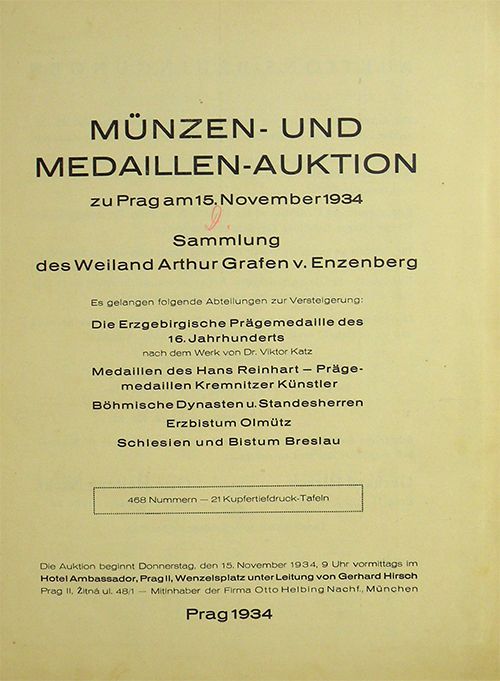 MÜNZEN- UND
MEDAILLEN-AUKTION
zu Prag am 15. November 1934
Sammlung
des Weiland Arthur Grafen v. Enzenberg
Es gelangen folgende Abteilungen zur Versteigerung:
Die Erzgebirgische Prägemedaille des
16. Jahrhunderts
nach dem Werk von Dr. Viktor Katz
Medaillen des Hans Reinhart – Präge-
medaillen Kremnitzer Künstler
Böhmische Dynasten u. Standesherren
Erzbistum Olmütz
Schlesien und Bistum Breslau
468 Nummern — 21 Kupfertiefdruck-Tafeln
Die Auktion beginnt Donnerstag, den 15. November 1934, 9 Uhr vormittags im
Hotel Ambassador, Prag II, Wenzelsplatz unter Leitung von Gerhard Hirsch
Prag II, Žitná ul. 48/1 — Mitinhaber der Firma Otto Helbing Nachf., München
Prag 1934